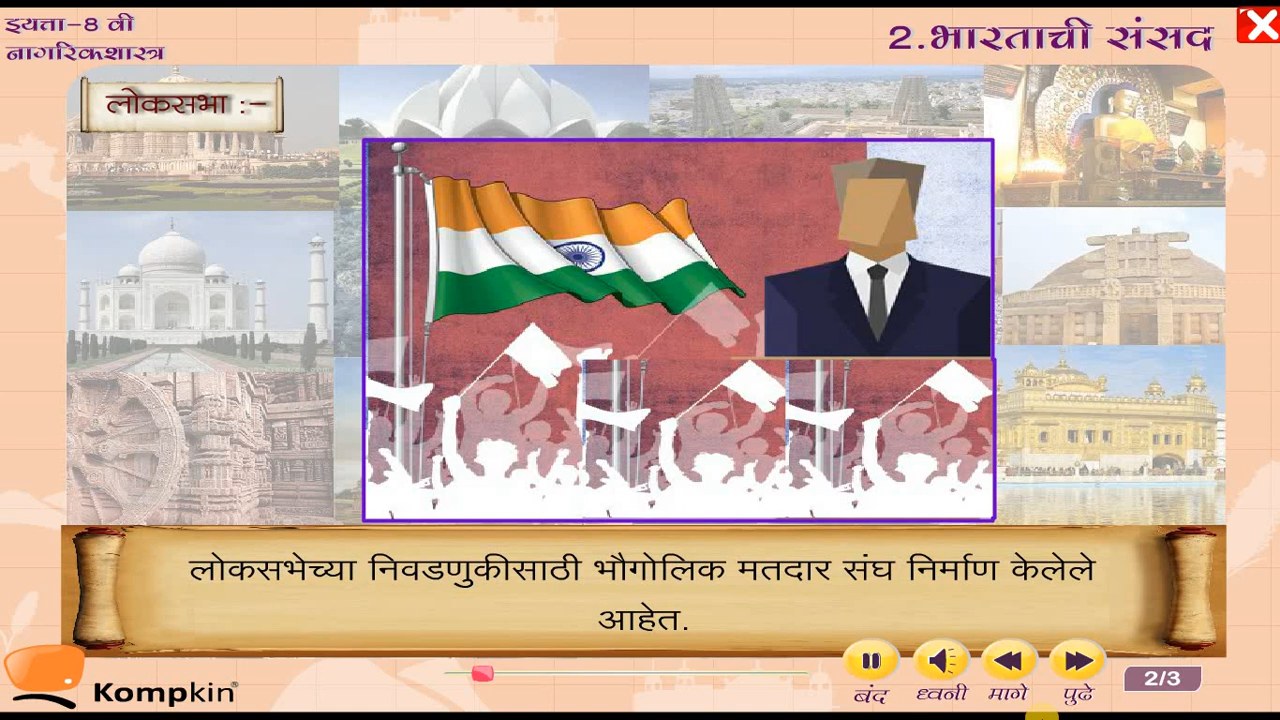 इयत्ता-8 वी
नागरिकशास्त्र
2.भारताची संसद
लोकसभा :-
लोकसभेच्या निवडणुकीसाठी भौगोलिक मतदार संघ निर्माण केलेले
आहेत.
Kompkin®
बंद ध्वनी मागे पुढे
2/3